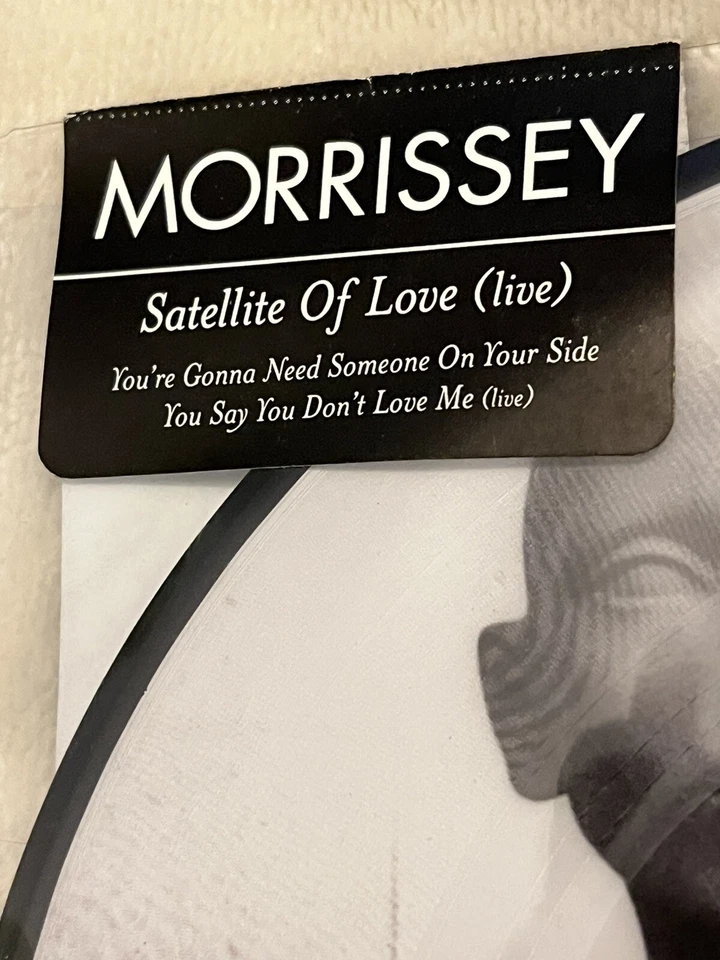 MORRISSEY
Satellite Of Love (live)
You're Gonna Need Someone On Your Side
You Say You Don't Love Me (live)